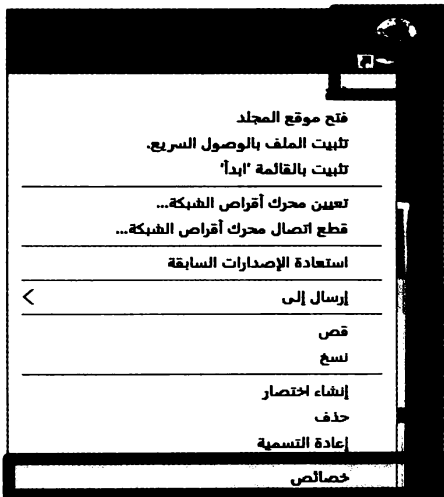 فتح موقع المجلد
تثبيت الملف بالوصول السريع.
تثبيت بالقائمة 'ابدأ'
تعيين محرك أقراص الشبكة...
قطع اتصال محرك أقراص الشبكة...
استعادة الإصدارات السابقة
إرسال إلى
قص
نسخ
إنشاء اختصار
حذف
إعادة التسمية
خصائص